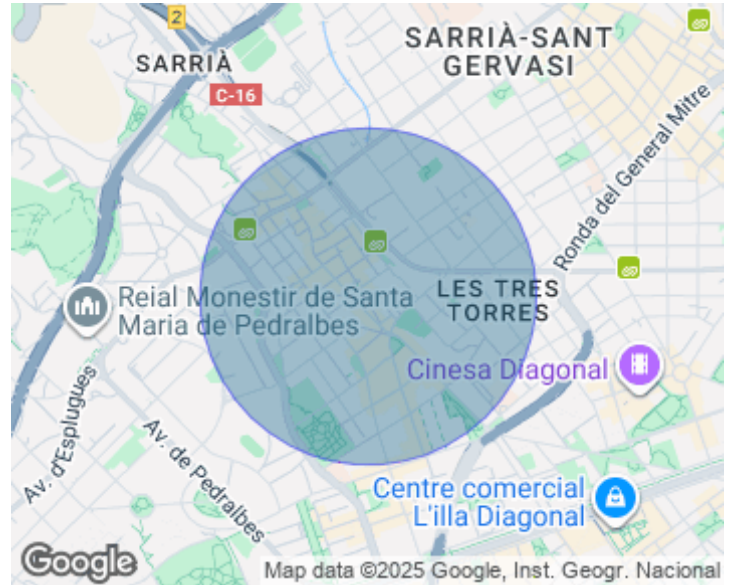 2
SARRIÀ
SARRIÀ-SANT
GERVASI
C-16
Ronda del General Mitre
LES TRES
TORRES
Reial Monestir de Santa
Maria de Pedralbes
Cinesa Diagonal
Av. d'Esplugues
Av. de Pedralbes
Centre comercial
L'illa Diagonal
Google
Map data ©2025 Google, Inst. Geogr. Nacional